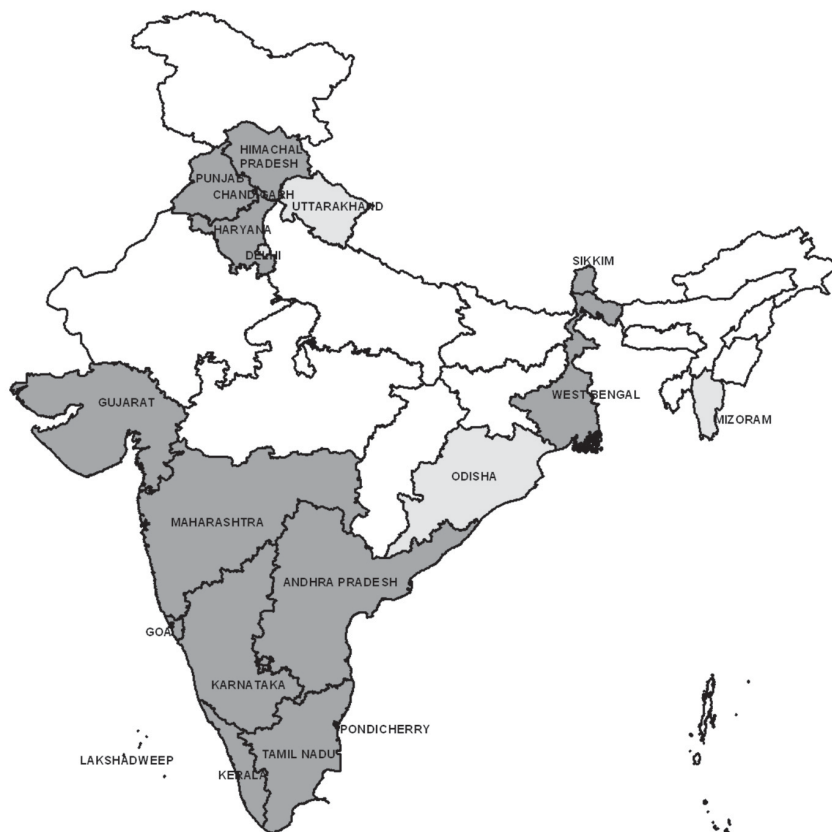 HIMACHAL
PRADESH
PUNJAB
CHANDIGARH
UTTARAKHAND
HARYANA
DELHI
SIKKIM
GUJARAT
WEST BENGAL
MIZORAM
ODISHA
MAHARASHTRA
ANDHRA PRADESH
GOA
KARNATAKA
PONDICHERRY
LAKSHADWEEP
TAMIL NADU
KERALA